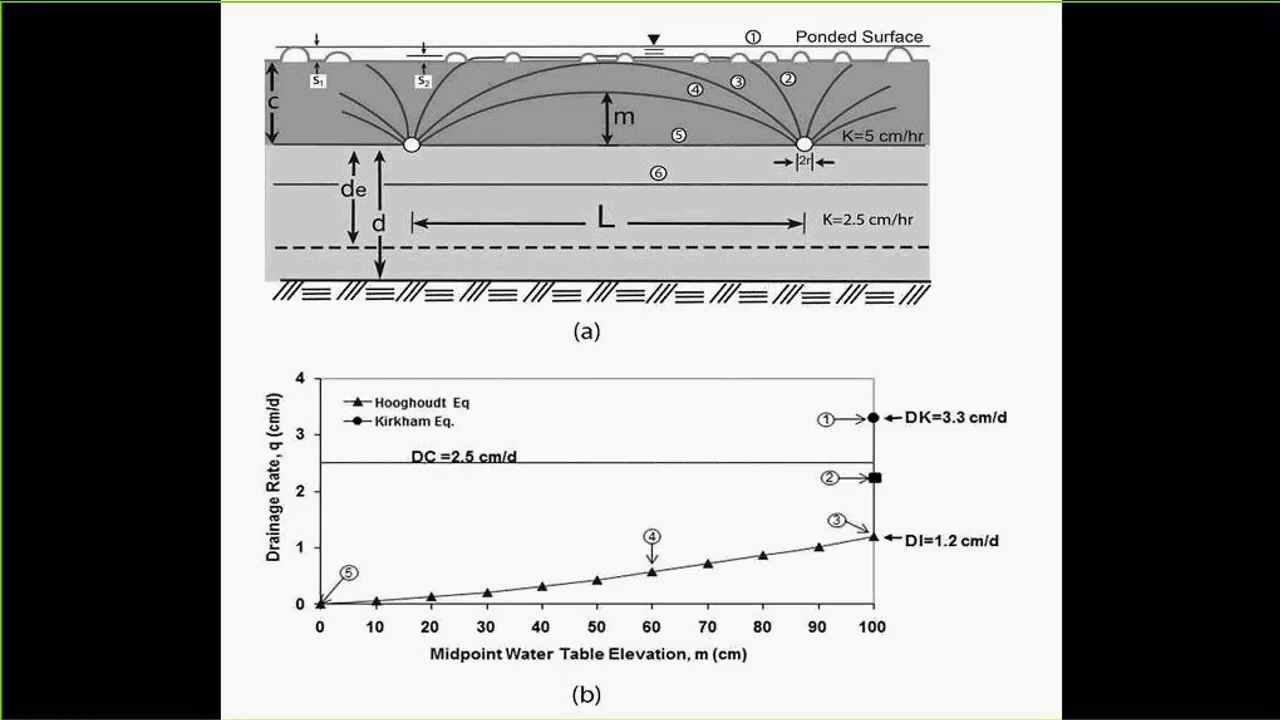 ① Ponded Surface
S₁
S₂
③ ②
④
c
m
⑤
K=5 cm/hr
2r
⑥
de
d
L
K=2.5 cm/hr
(a)
4
Hooghoudt Eq
Kirkham Eq.
① DK=3.3 cm/d
3
DC =2.5 cm/d
②
2
③
④
DI=1.2 cm/d
1
⑤
0
Drainage Rate, q (cm/d)
0 10 20 30 40 50 60 70 80 90 100
Midpoint Water Table Elevation, m (cm)
(b)